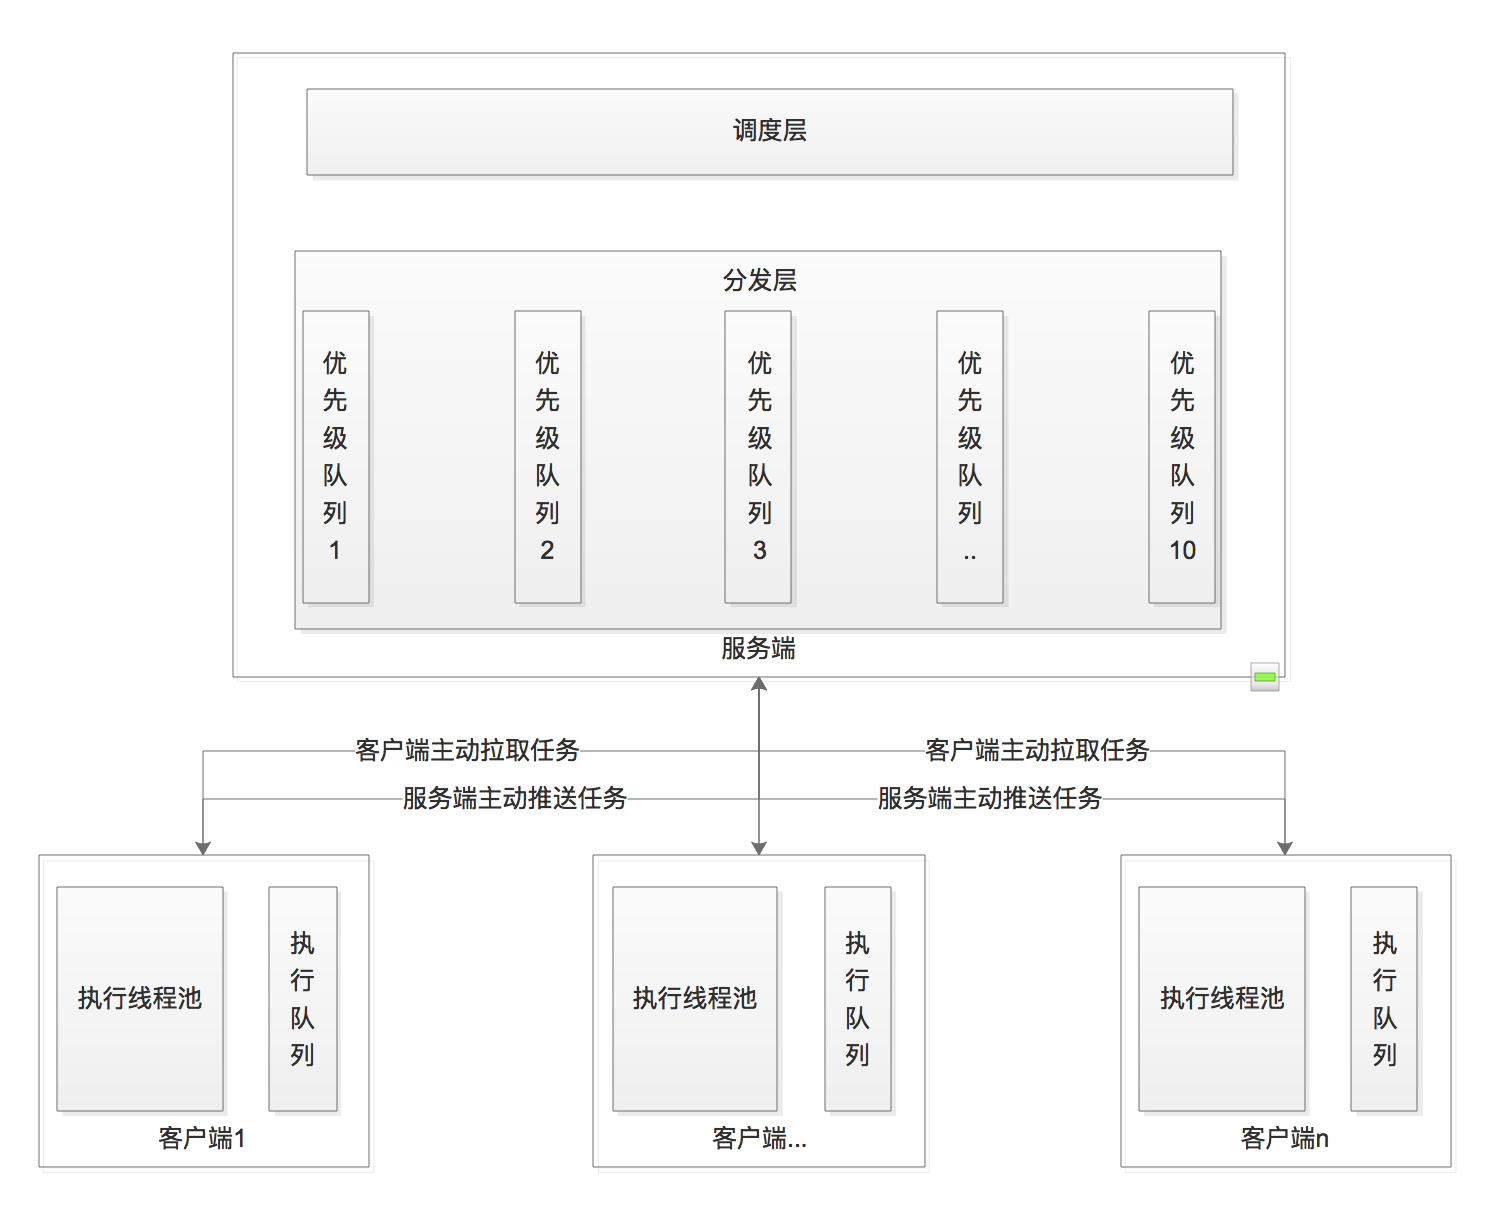 调度层
分发层
优先级队列1
优先级队列2
优先级队列3
优先级队列..
优先级队列10
服务端
客户端主动拉取任务
客户端主动拉取任务
服务端主动推送任务
服务端主动推送任务
执行线程池
执行队列
客户端1
执行线程池
执行队列
客户端...
执行线程池
执行队列
客户端n